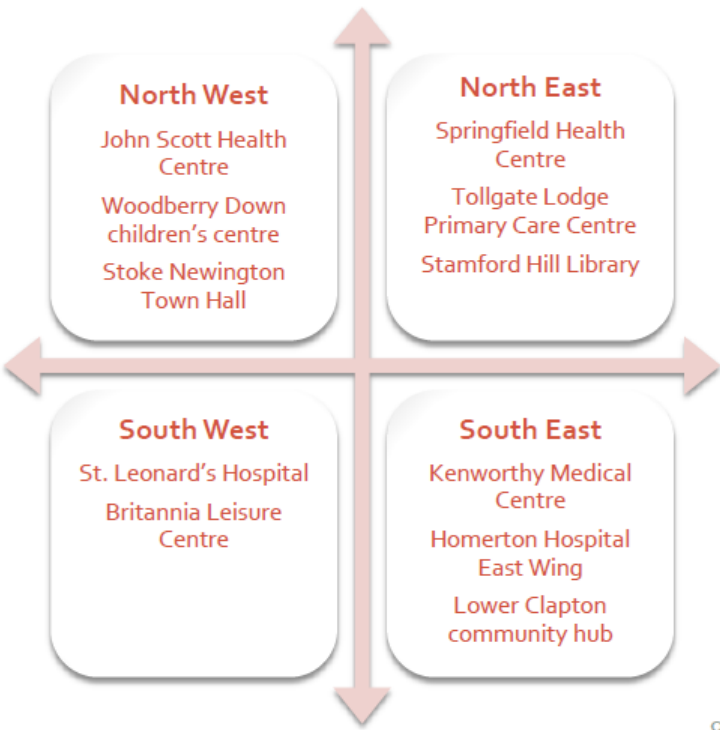 North West
John Scott Health
Centre
Woodberry Down
children's centre
Stoke Newington
Town Hall
North East
Springfield Health
Centre
Tollgate Lodge
Primary Care Centre
Stamford Hill Library
South West
St. Leonard's Hospital
Britannia Leisure
Centre
South East
Kenworthy Medical
Centre
Homerton Hospital
East Wing
Lower Clapton
community hub